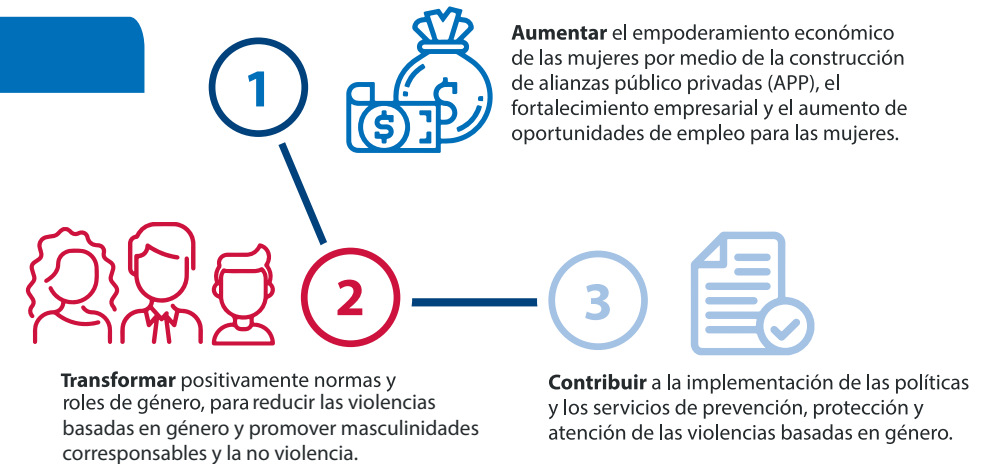 1
Aumentar el empoderamiento económico
de las mujeres por medio de la construcción
de alianzas público privadas (APP), el
fortalecimiento empresarial y el aumento de
oportunidades de empleo para las mujeres.
$
$
2
Transformar positivamente normas y
roles de género, para reducir las violencias
basadas en género y promover masculinidades
corresponsables y la no violencia.
3
Contribuir a la implementación de las políticas
y los servicios de prevención, protección y
atención de las violencias basadas en género.